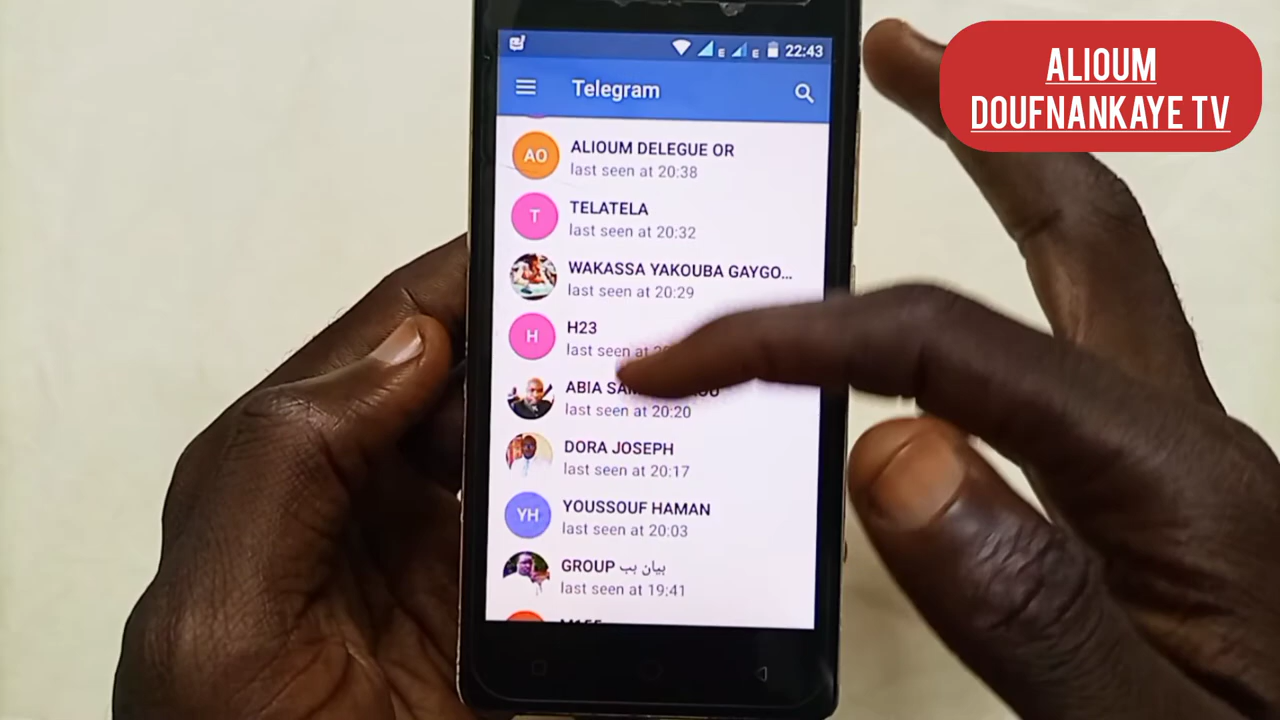 22:43
Telegram
AO
ALIOUM DELEGUE OR
last seen at 20:38
T
TELATELA
last seen at 20:32
WAKASSA YAKOUBA GAYGO...
last seen at 20:29
H
H23
last seen at
ABIA
last seen at 20:20
DORA JOSEPH
last seen at 20:17
YH
YOUSSOUF HAMAN
last seen at 20:03
GROUP بيان بب
last seen at 19:41
ALIOUM
DOUFNANKAYE TV